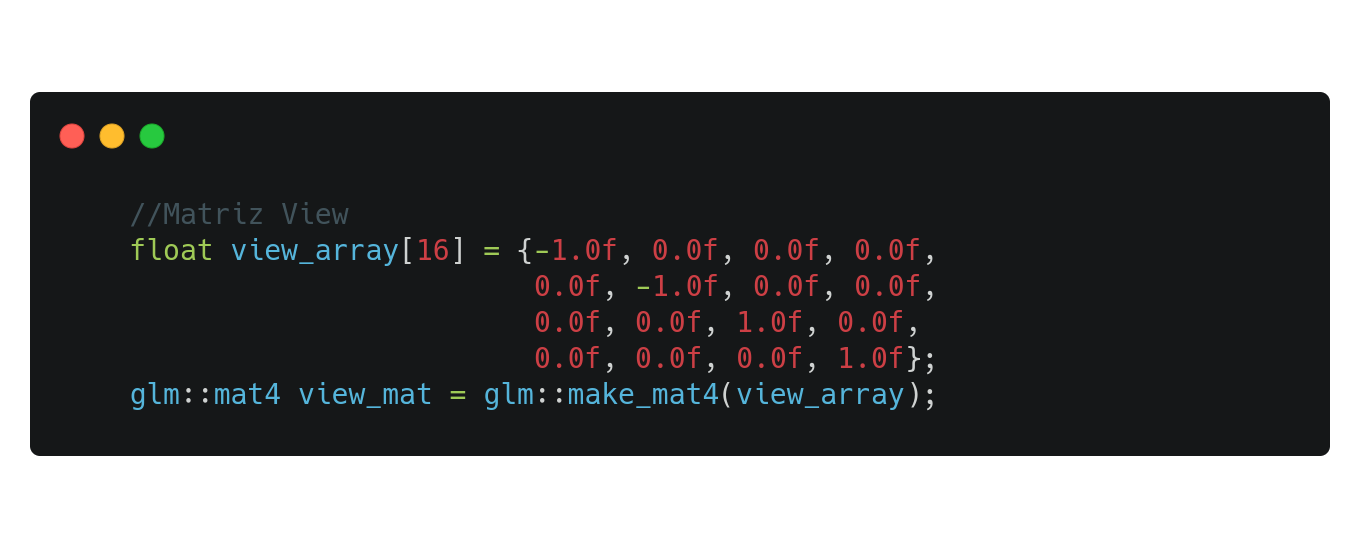 //Matriz View
float view_array[16] = {-1.0f, 0.0f, 0.0f, 0.0f,
0.0f, -1.0f, 0.0f, 0.0f,
0.0f, 0.0f, 1.0f, 0.0f,
0.0f, 0.0f, 0.0f, 1.0f};
glm::mat4 view_mat = glm::make_mat4(view_array);